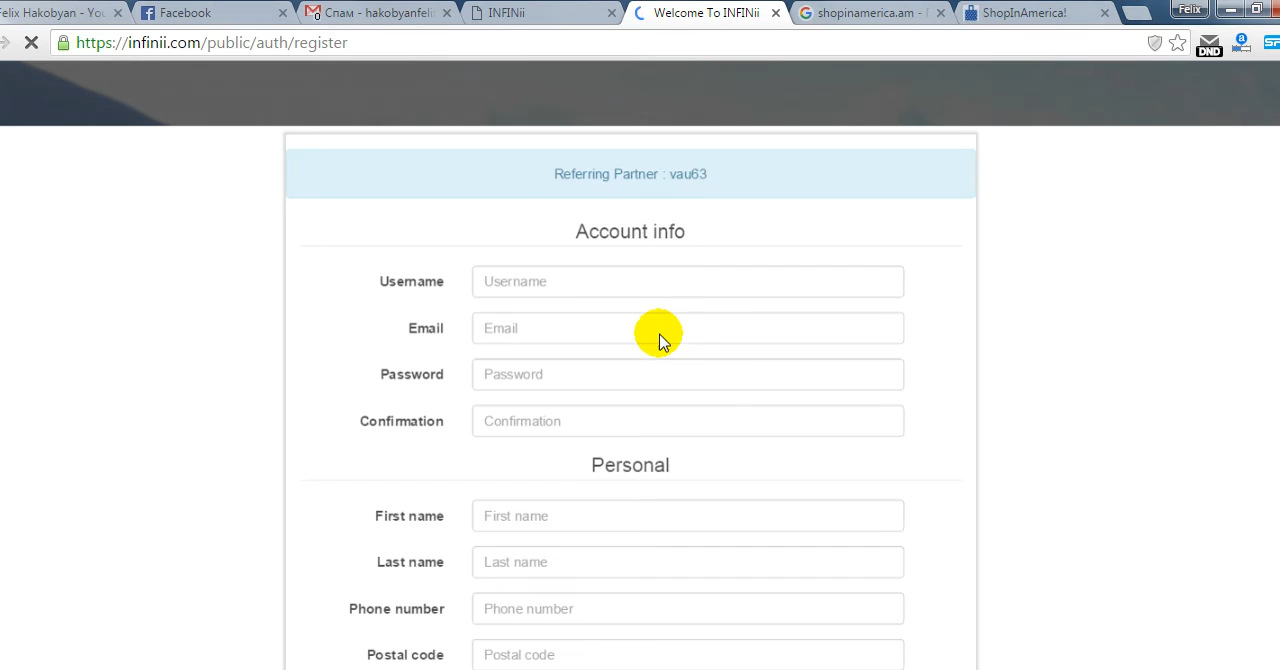 Felix Hakobyan - You
Facebook
Спам - hakobyanfeli
INFINii
Welcome To INFINii
shopinamerica.am -
ShopInAmerica!
Felix
https://infinii.com/public/auth/register
DND
a
Referring Partner : vau63
Account info
Username Username
Email Email
Password Password
Confirmation Confirmation
Personal
First name First name
Last name Last name
Phone number Phone number
Postal code Postal code